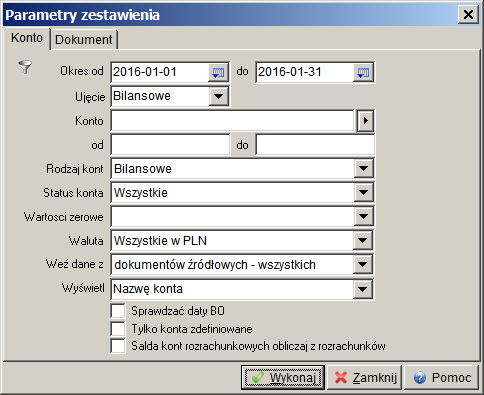 Parametry zestawienia
Konto Dokument
Okres od 2016-01-01 do 2016-01-31
Ujęcie Bilansowe
Konto
od do
Rodzaj kont Bilansowe
Status konta Wszystkie
Wartosci zerowe
Waluta Wszystkie w PLN
Weź dane z dokumentów źródłowych - wszystkich
Wyświetl Nazwę konta
Sprawdzać daty BO
Tylko konta zdefiniowane
Salda kont rozrachunkowych obliczaj z rozrachunków
Wykonaj Zamknij Pomoc